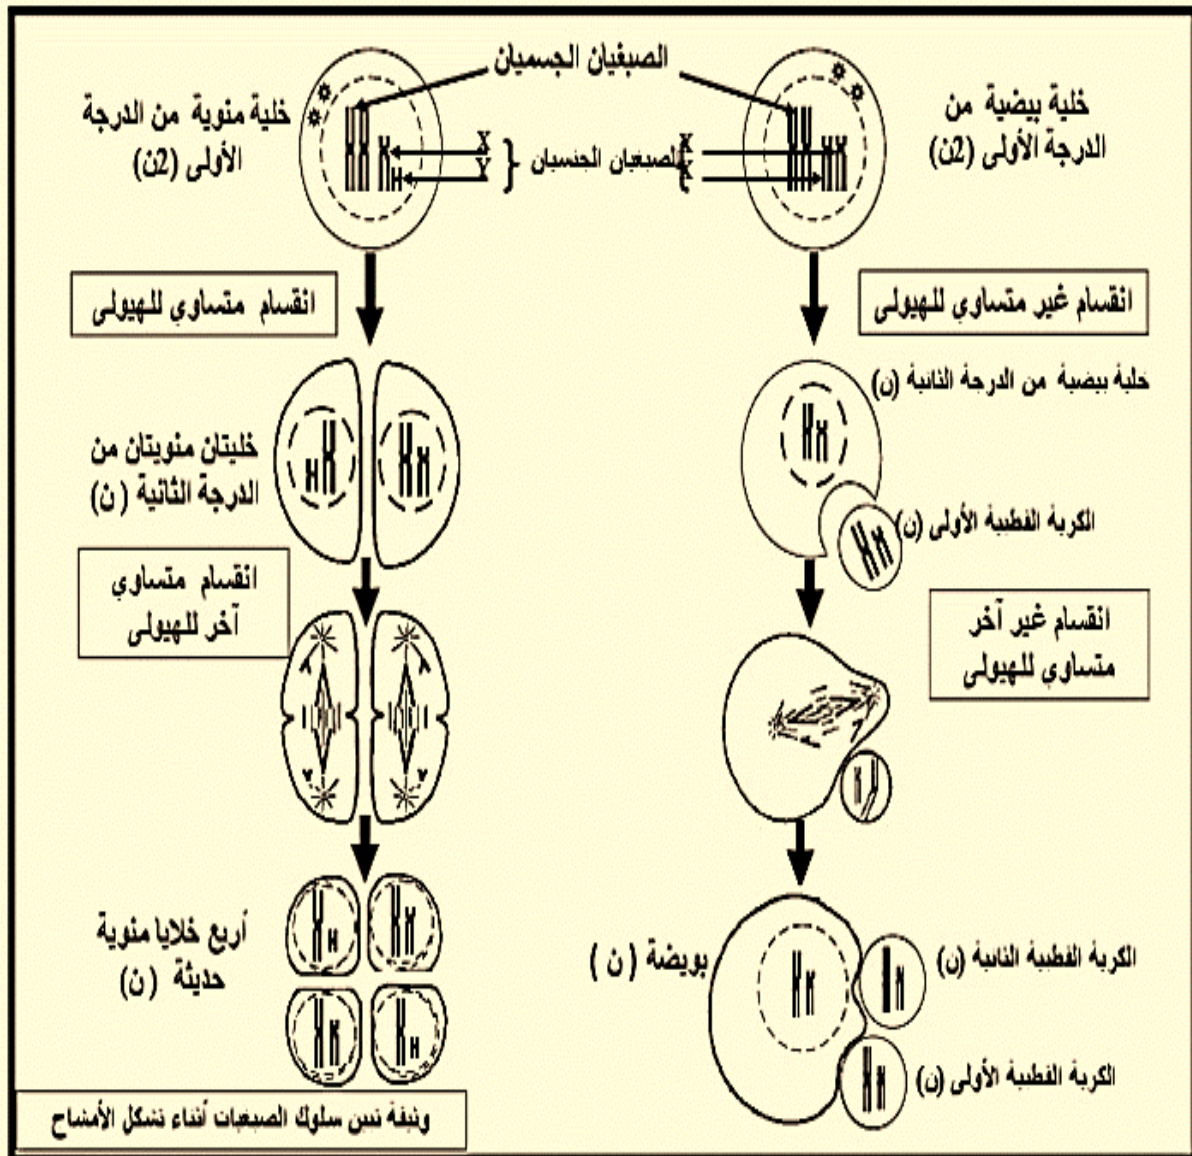 الصبغيان الجسميان
خلية بيضية من
الدرجة الأولى (2ن)
خلية منوية من الدرجة
الأولى (2ن)
X
Y
الصبغيان الجنسيان
X
X
انقسام غير متساوي للهيولى
انقسام متساوي للهيولى
خلية بيضية من الدرجة الثانية (ن)
الكرية القطبية الأولى (ن)
خليتان منويتان من
الدرجة الثانية (ن)
انقسام غير آخر
متساوي للهيولى
انقسام متساوي
آخر للهيولى
بويضة (ن)
الكرية القطبية الثانية (ن)
الكرية القطبية الأولى (ن)
أربع خلايا منوية
حديثة (ن)
وثيقة تبين سلوك الصبغيات أثناء تشكل الأمشاج